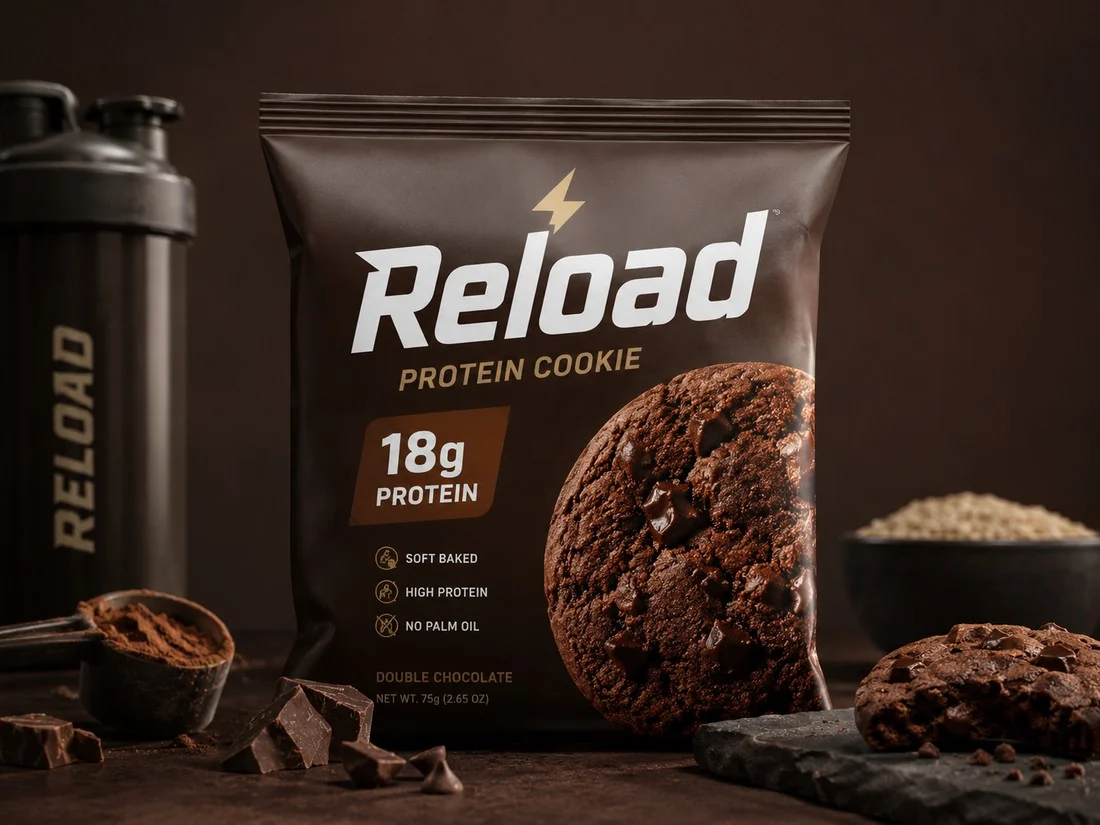 Reload
PROTEIN COOKIE
18g
PROTEIN
SOFT BAKED
HIGH PROTEIN
NO PALM OIL
DOUBLE CHOCOLATE
NET WT. 75g (2.65 OZ)
RELOAD